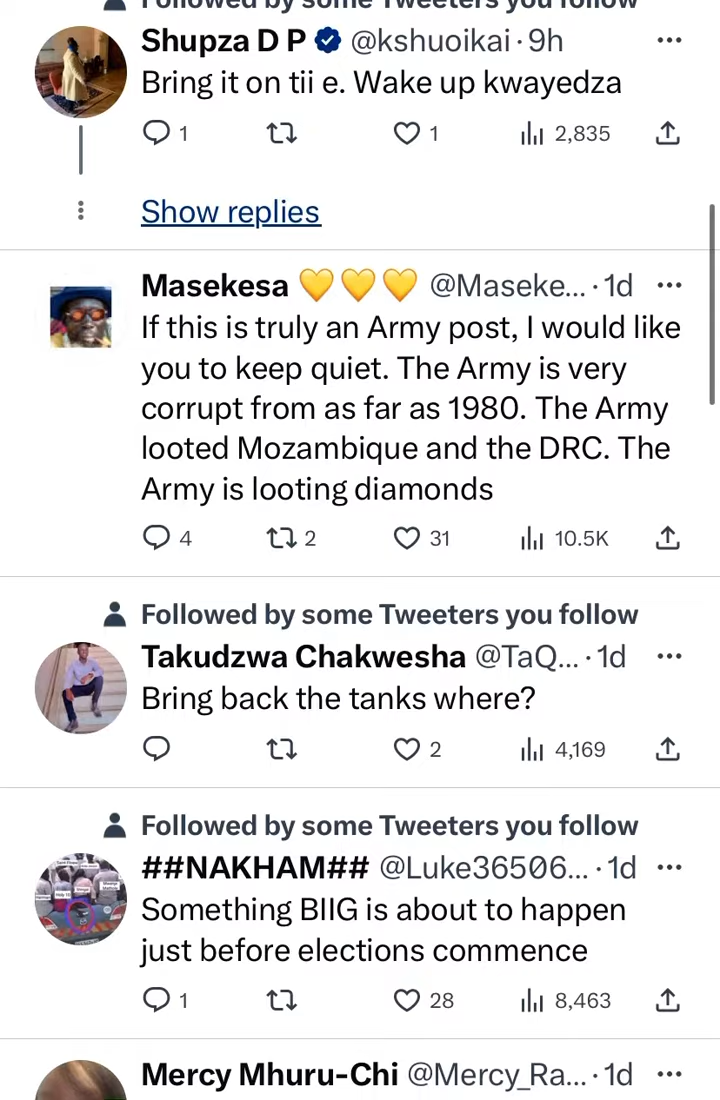 Followed by some Tweeters you follow
Shupza D P @kshuoikai · 9h
Bring it on tii e. Wake up kwayedza
1 1 2,835
Show replies
Masekesa 💛💛💛 @Maseke... · 1d
If this is truly an Army post, I would like
you to keep quiet. The Army is very
corrupt from as far as 1980. The Army
looted Mozambique and the DRC. The
Army is looting diamonds
4 2 31 10.5K
Followed by some Tweeters you follow
Takudzwa Chakwesha @TaQ... · 1d
Bring back the tanks where?
2 4,169
Followed by some Tweeters you follow
##NAKHAM## @Luke36506... · 1d
Something BIIG is about to happen
just before elections commence
1 28 8,463
Mercy Mhuru-Chi @Mercy_Ra... · 1d